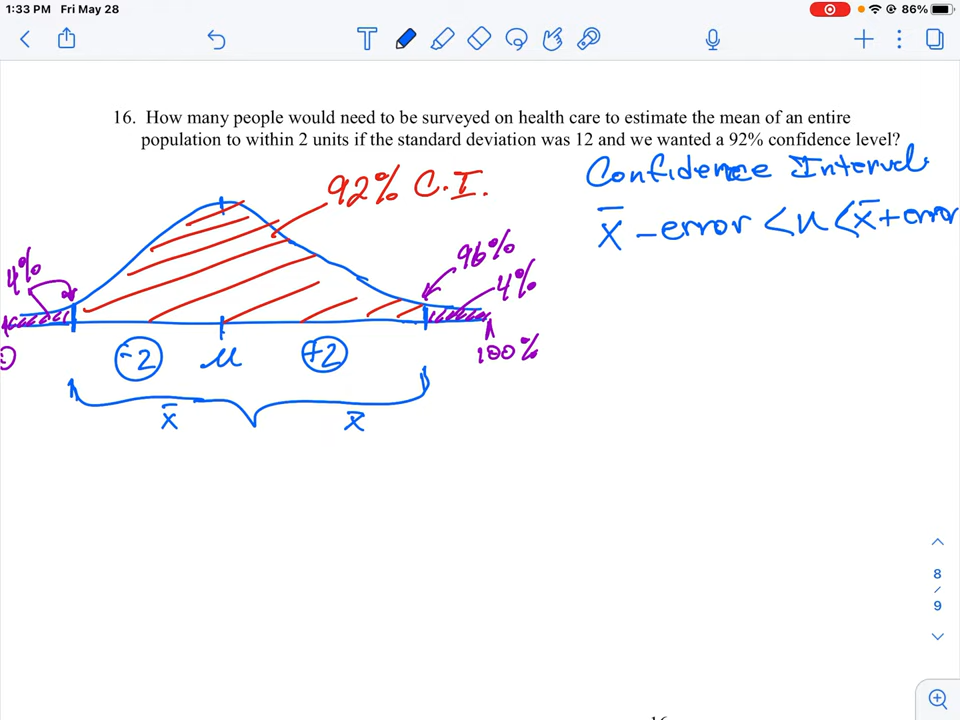 1:33 PM Fri May 28
86%
T
16. How many people would need to be surveyed on health care to estimate the mean of an entire
population to within 2 units if the standard deviation was 12 and we wanted a 92% confidence level?
Confidence Interval
92% C.I.
x̄ - error < μ < x̄ + error
4%
96%
4%
100%
-2 μ +2
x̄ x̄
8
/
9